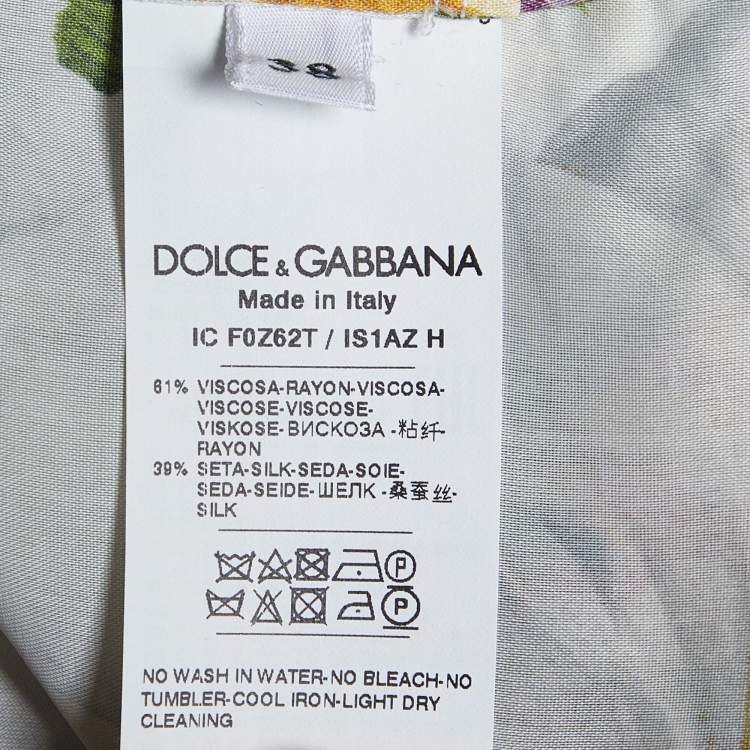 38
DOLCE & GABBANA
Made in Italy
IC F0Z62T / IS1AZ H
61% VISCOSA-RAYON-VISCOSA-
VISCOSE-VISCOSE-
VISKOSE-ВИСКОЗА -粘纤-
RAYON
39% SETA-SILK-SEDA-SOIE-
SEDA-SEIDE-ШЕЛК -桑蚕丝-
SILK
P
P
NO WASH IN WATER-NO BLEACH-NO
TUMBLER-COOL IRON-LIGHT DRY
CLEANING